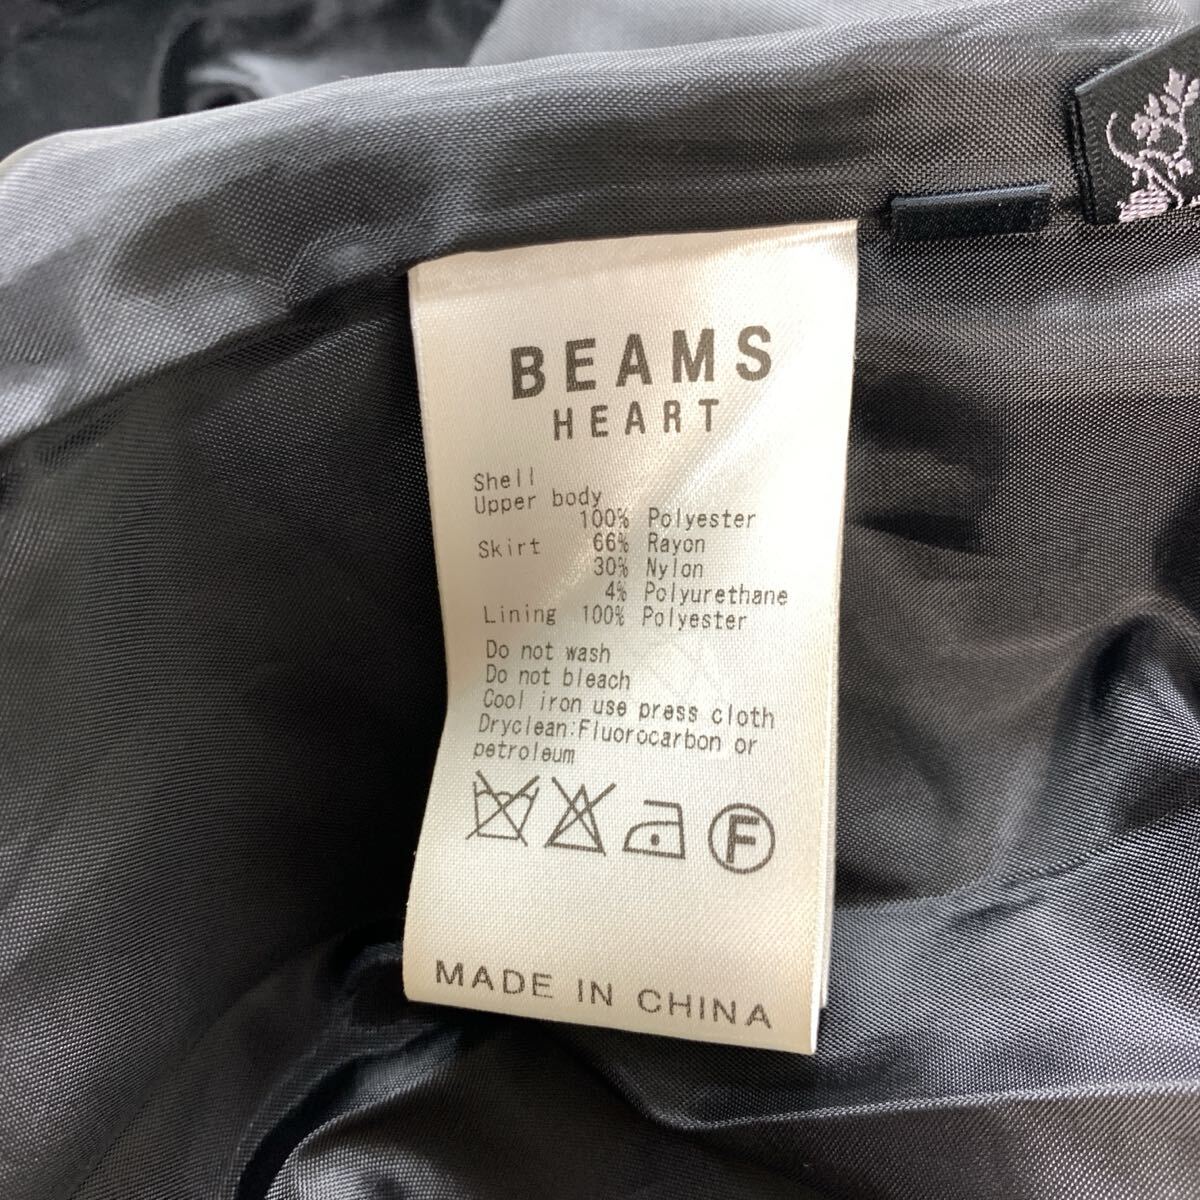 BEAMS
HEART
Shell
Upper body
100% Polyester
Skirt 66% Rayon
30% Nylon
4% Polyurethane
Lining 100% Polyester
Do not wash
Do not bleach
Cool iron use press cloth
Dryclean:Fluorocarbon or
petroleum
F
MADE IN CHINA